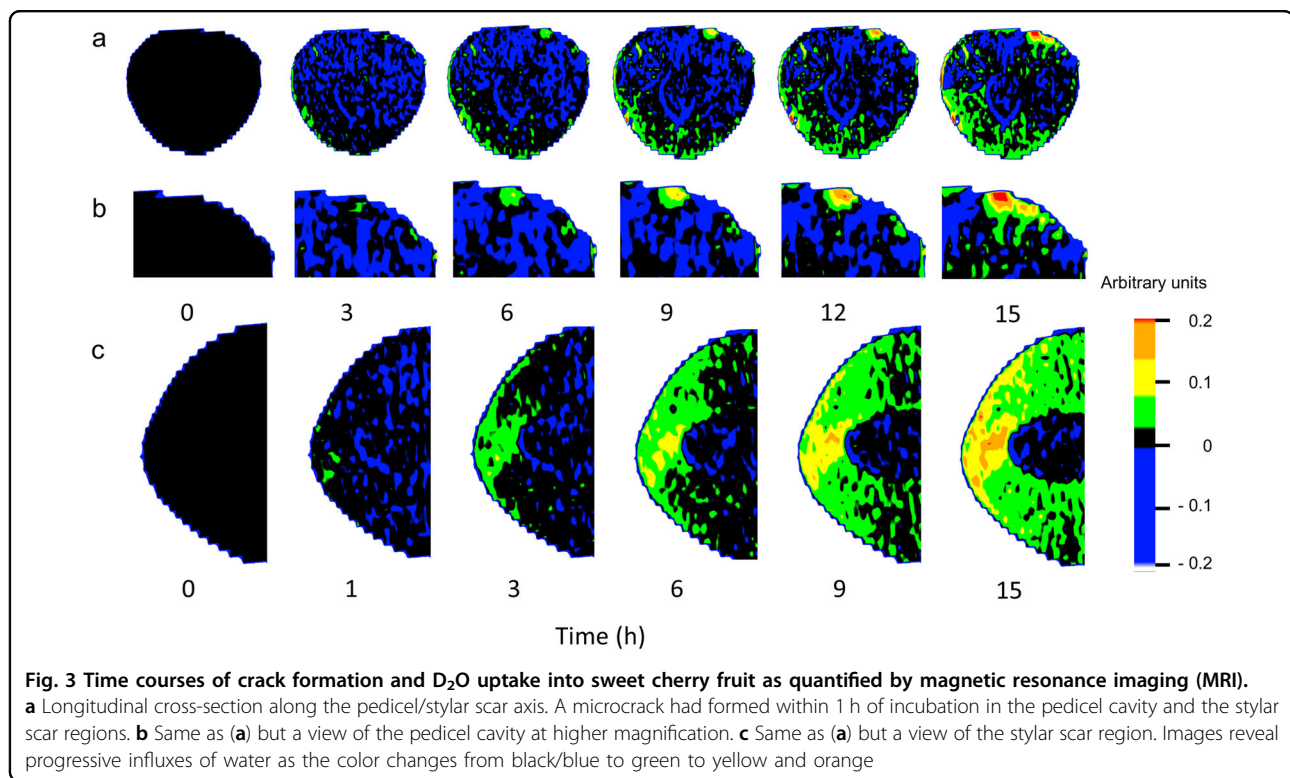 a
b
0 3 6 9 12 15
Arbitrary units
0.2
0.1
0
- 0.1
- 0.2
c
0 1 3 6 9 15
Time (h)
Fig. 3 Time courses of crack formation and D₂O uptake into sweet cherry fruit as quantified by magnetic resonance imaging (MRI).
a Longitudinal cross-section along the pedicel/stylar scar axis. A microcrack had formed within 1 h of incubation in the pedicel cavity and the stylar
scar regions. b Same as (a) but a view of the pedicel cavity at higher magnification. c Same as (a) but a view of the stylar scar region. Images reveal
progressive influxes of water as the color changes from black/blue to green to yellow and orange